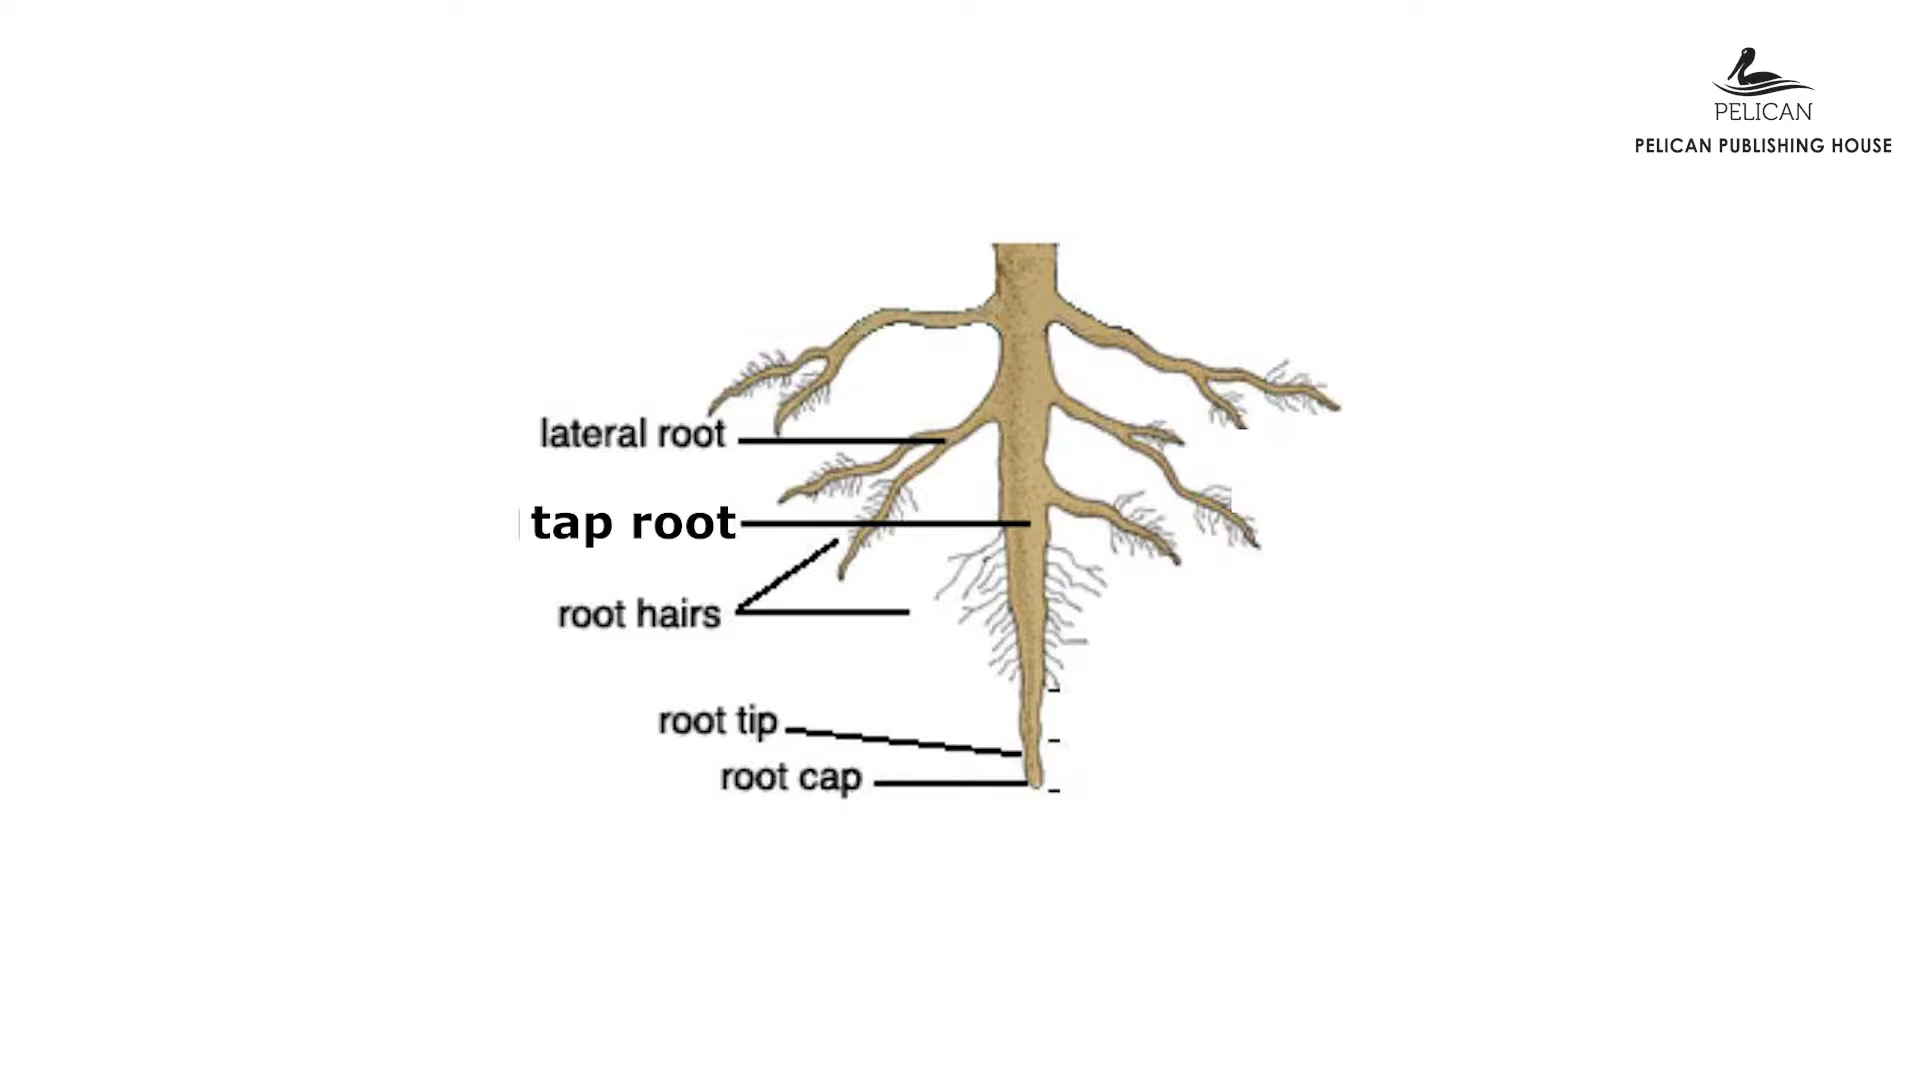 PELICAN
PELICAN PUBLISHING HOUSE
lateral root
tap root
root hairs
root tip
root cap